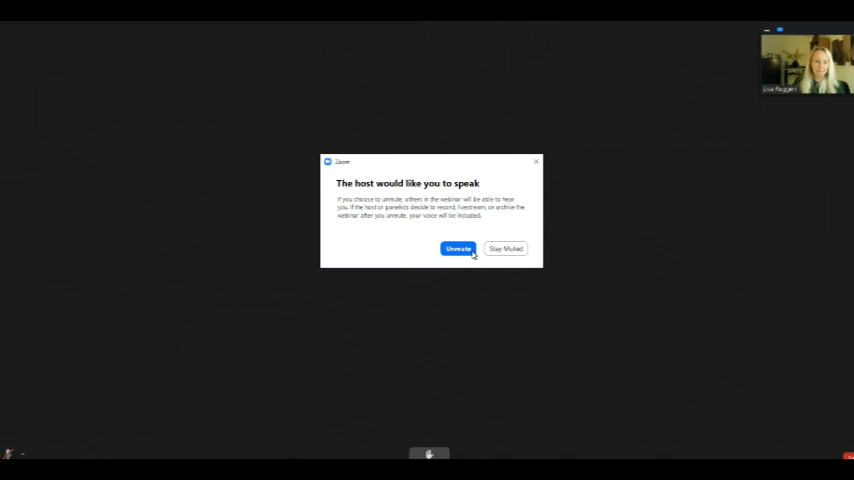 Zoom
The host would like you to speak
If you choose to unmute, others in the webinar will be able to hear
you. If the host or panelists decide to record, livestream, or archive the
webinar after you unmute, your voice will be included.
Unmute Stay Muted
Lisa